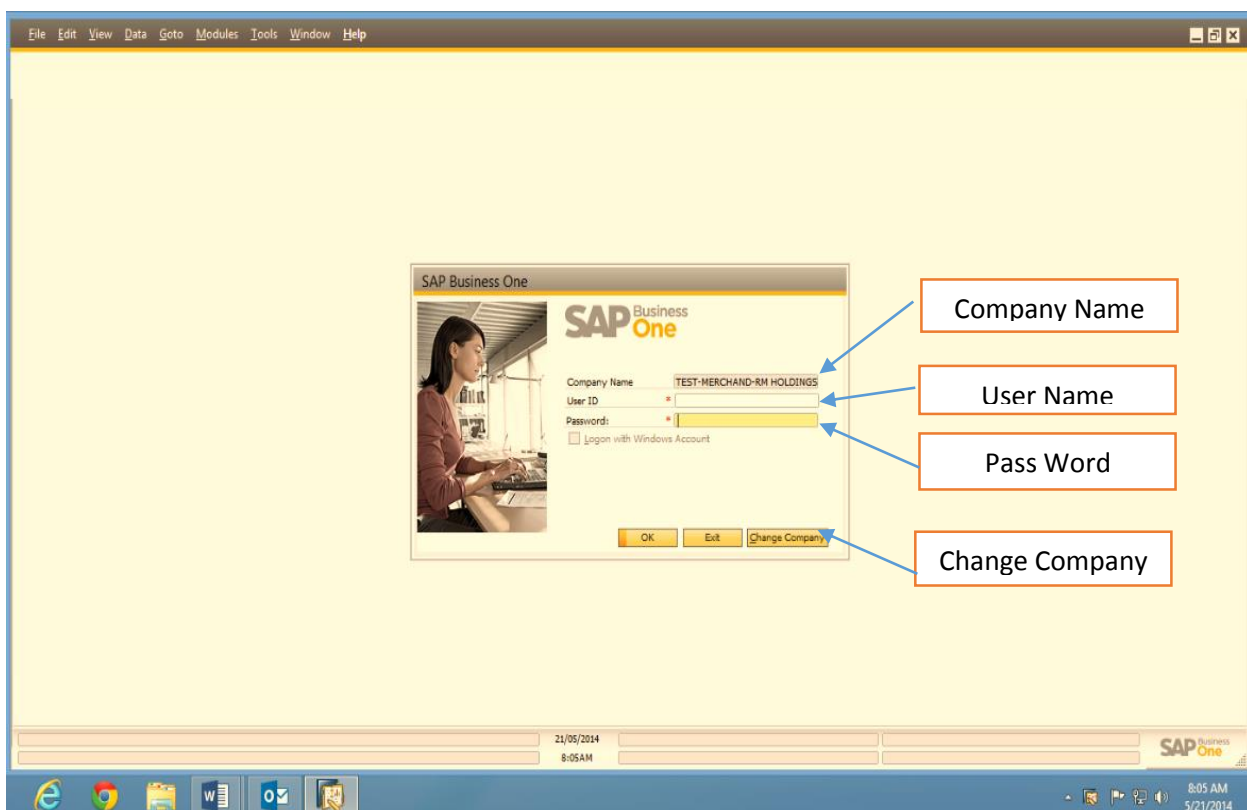 File Edit View Data Goto Modules Tools Window Help
SAP Business One
SAP Business One
Company Name TEST-MERCHAND-RM HOLDINGS
User ID *
Password: *
Logon with Windows Account
OK Exit Change Company
Company Name
User Name
Pass Word
Change Company
21/05/2014
8:05AM
SAP Business One
8:05 AM
5/21/2014